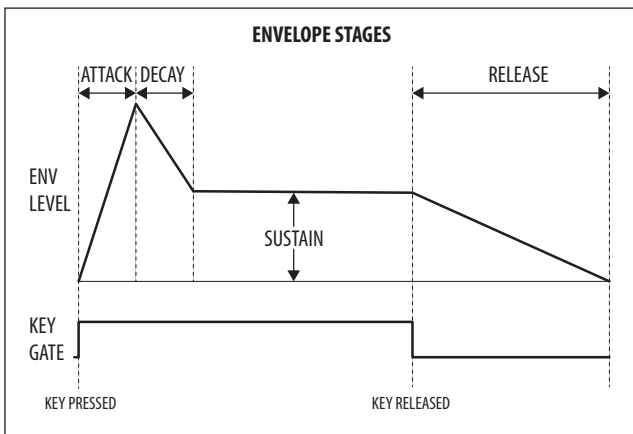 ENVELOPE STAGES
ATTACK DECAY RELEASE
ENV
LEVEL
SUSTAIN
KEY
GATE
KEY PRESSED KEY RELEASED